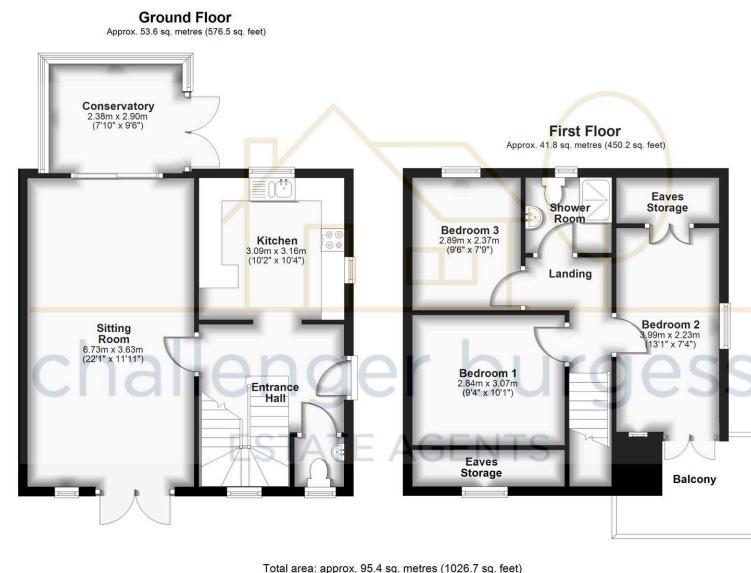 Ground Floor
Approx. 53.6 sq. metres (576.5 sq. feet)
Conservatory
2.38m x 2.90m
(7'10" x 9'6")
Kitchen
3.09m x 3.16m
(10'2" x 10'4")
Sitting
Room
6.73m x 3.63m
(22'1" x 11'11")
Entrance
Hall
First Floor
Approx. 41.8 sq. metres (450.2 sq. feet)
Bedroom 3
2.89m x 2.37m
(9'6" x 7'9")
Shower
Room
Eaves
Storage
Landing
Bedroom 2
3.99m x 2.23m
(13'1" x 7'4")
Bedroom 1
2.84m x 3.07m
(9'4" x 10'1")
Eaves
Storage
Balcony
challenger burgess
ESTATE AGENTS
Total area: approx. 95.4 sq. metres (1026.7 sq. feet)